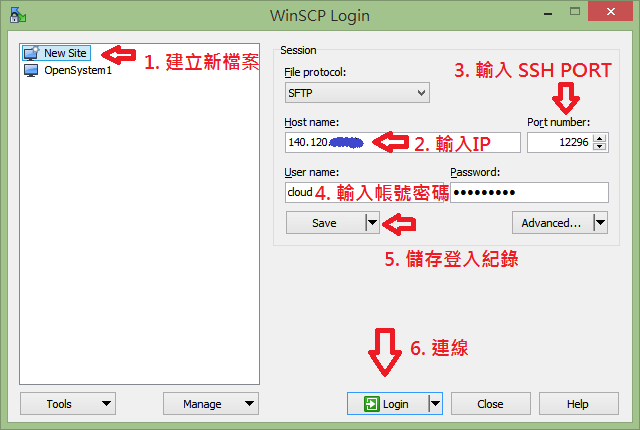 WinSCP Login
New Site
OpenSystem1
1. 建立新檔案
Session
File protocol:
SFTP
3. 輸入 SSH PORT
Host name:
140.120.
2. 輸入IP
Port number:
12296
User name:
cloud
4. 輸入帳號密碼
Password:
●●●●●●●●●
Save
Advanced...
5. 儲存登入紀錄
6. 連線
Tools
Manage
Login
Close
Help